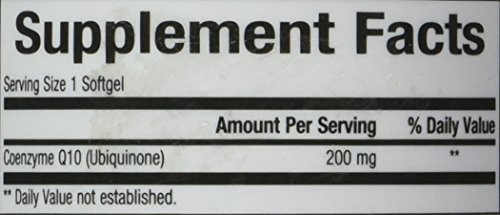 Supplement Facts
Serving Size 1 Softgel
Amount Per Serving % Daily Value
Coenzyme Q10 (Ubiquinone) 200 mg **
** Daily Value not established.